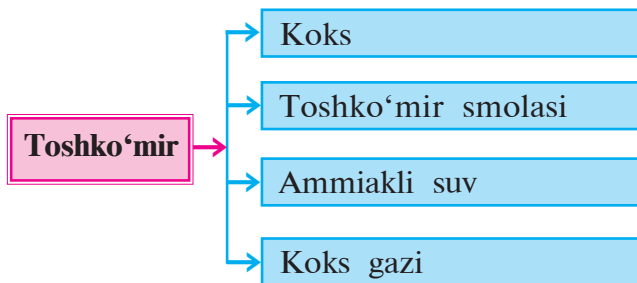 Koks
Toshko‘mir smolasi
Toshko‘mir
Ammiakli suv
Koks gazi